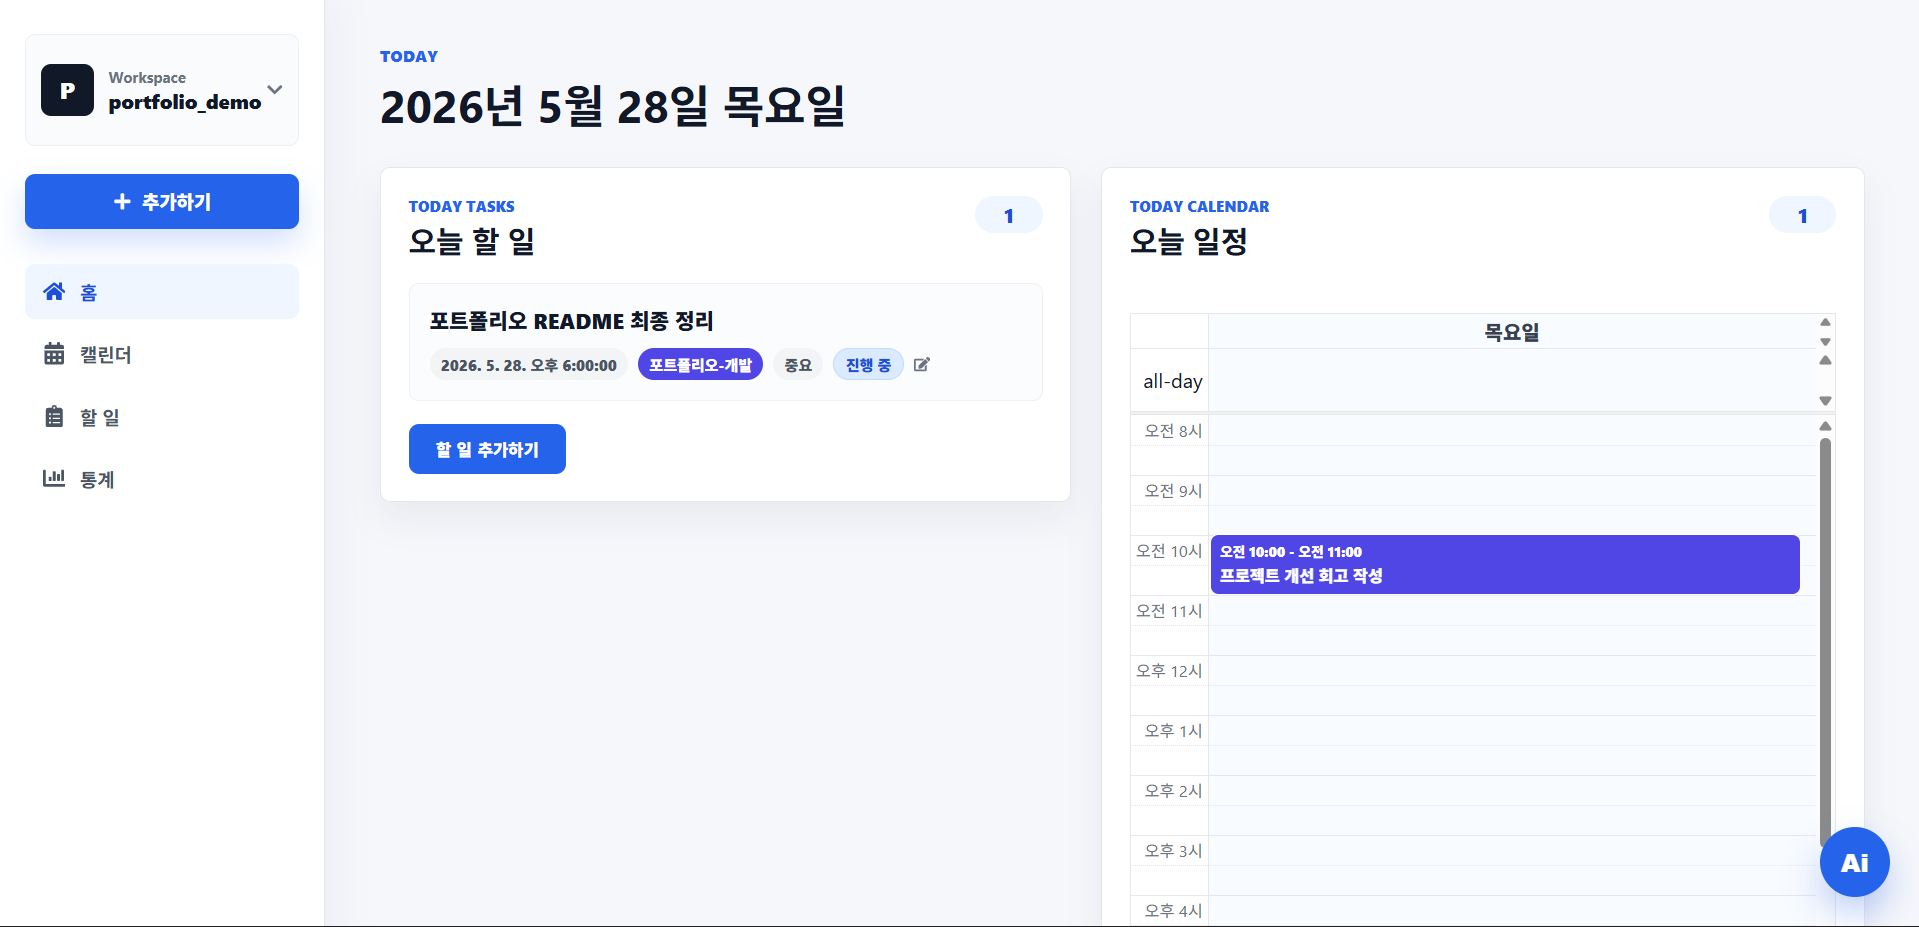 P
Workspace
portfolio_demo
추가하기
홈
캘린더
할 일
통계
TODAY
2026년 5월 28일 목요일
TODAY TASKS
1
오늘 할 일
포트폴리오 README 최종 정리
2026. 5. 28. 오후 6:00:00 포트폴리오-개발 중요 진행 중
할 일 추가하기
TODAY CALENDAR
1
오늘 일정
목요일
all-day
오전 8시
오전 9시
오전 10시
오전 10:00 - 오전 11:00
프로젝트 개선 회고 작성
오전 11시
오후 12시
오후 1시
오후 2시
오후 3시
오후 4시
Ai